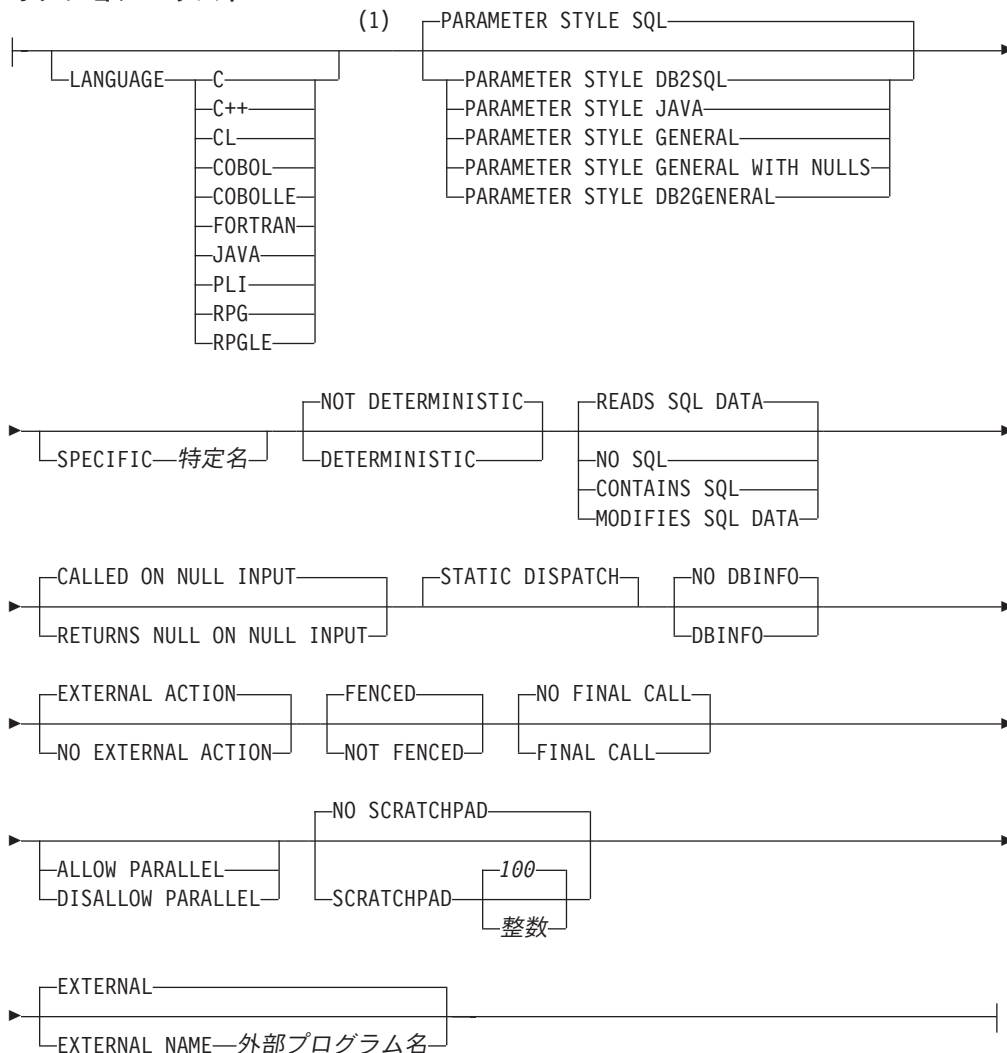 (1) PARAMETER STYLE SQL
LANGUAGE C PARAMETER STYLE DB2SQL
C++ PARAMETER STYLE JAVA
CL PARAMETER STYLE GENERAL
COBOL PARAMETER STYLE GENERAL WITH NULLS
COBOLLE PARAMETER STYLE DB2GENERAL
FORTRAN
JAVA
PLI
RPG
RPGLE
NOT DETERMINISTIC READS SQL DATA
SPECIFIC 特定名 DETERMINISTIC NO SQL
CONTAINS SQL
MODIFIES SQL DATA
CALLED ON NULL INPUT STATIC DISPATCH NO DBINFO
RETURNS NULL ON NULL INPUT DBINFO
EXTERNAL ACTION FENCED NO FINAL CALL
NO EXTERNAL ACTION NOT FENCED FINAL CALL
NO SCRATCHPAD
ALLOW PARALLEL 100
DISALLOW PARALLEL SCRATCHPAD
整数
EXTERNAL
EXTERNAL NAME 外部プログラム名